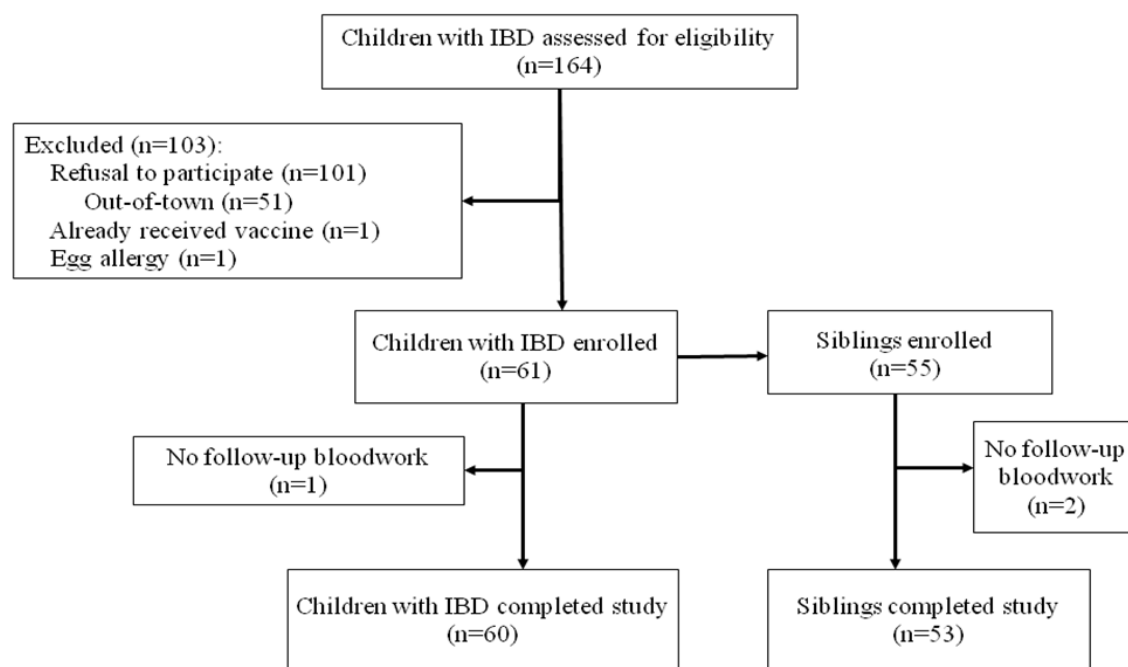 Children with IBD assessed for eligibility
(n=164)
Excluded (n=103):
Refusal to participate (n=101)
Out-of-town (n=51)
Already received vaccine (n=1)
Egg allergy (n=1)
Children with IBD enrolled
(n=61)
Siblings enrolled
(n=55)
No follow-up bloodwork
(n=1)
No follow-up
bloodwork
(n=2)
Children with IBD completed study
(n=60)
Siblings completed study
(n=53)